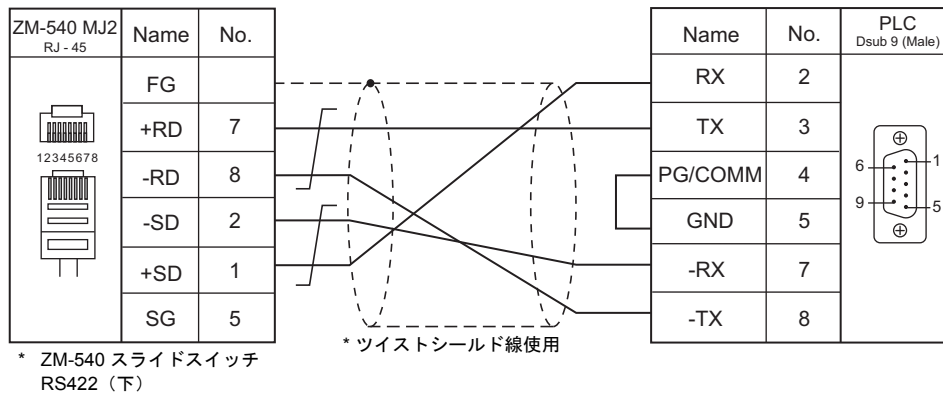 ZM-540 MJ2
RJ - 45
Name No.
FG
+RD 7
-RD 8
-SD 2
+SD 1
SG 5
12345678
* ZM-540 スライドスイッチ
RS422（下）
* ツイストシールド線使用
Name No.
RX 2
TX 3
PG/COMM 4
GND 5
-RX 7
-TX 8
PLC
Dsub 9 (Male)
6 1
9 5